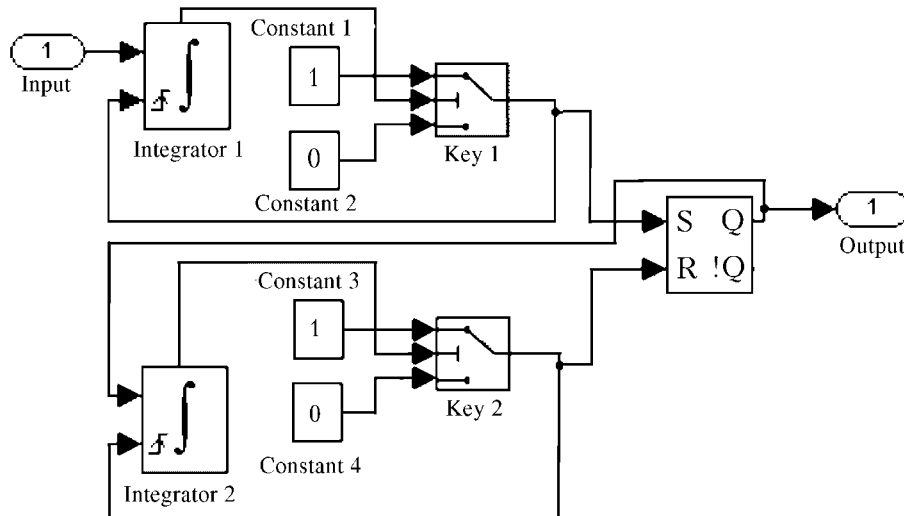 Constant 1
1
Input
1
Integrator 1
0
Key 1
Constant 2
S Q
R !Q
1
Output
Constant 3
1
0
Key 2
Constant 4
Integrator 2